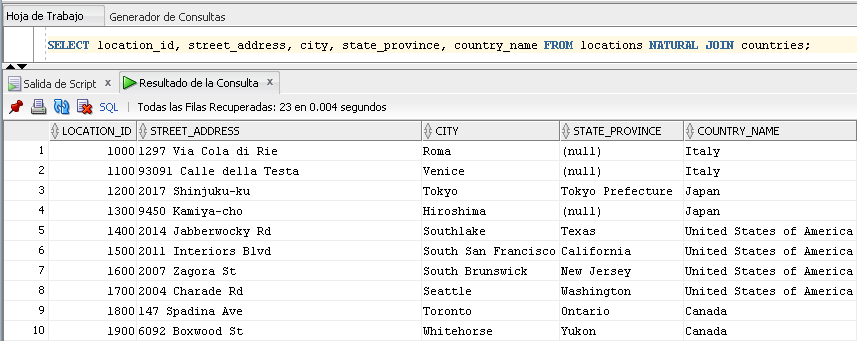 Hoja de Trabajo Generador de Consultas
SELECT location_id, street_address, city, state_province, country_name FROM locations NATURAL JOIN countries;
Salida de Script x Resultado de la Consulta x
SQL | Todas las Filas Recuperadas: 23 en 0.004 segundos
LOCATION_ID STREET_ADDRESS CITY STATE_PROVINCE COUNTRY_NAME
1 1000 1297 Via Cola di Rie Roma (null) Italy
2 1100 93091 Calle della Testa Venice (null) Italy
3 1200 2017 Shinjuku-ku Tokyo Tokyo Prefecture Japan
4 1300 9450 Kamiya-cho Hiroshima (null) Japan
5 1400 2014 Jabberwocky Rd Southlake Texas United States of America
6 1500 2011 Interiors Blvd South San Francisco California United States of America
7 1600 2007 Zagora St South Brunswick New Jersey United States of America
8 1700 2004 Charade Rd Seattle Washington United States of America
9 1800 147 Spadina Ave Toronto Ontario Canada
10 1900 6092 Boxwood St Whitehorse Yukon Canada